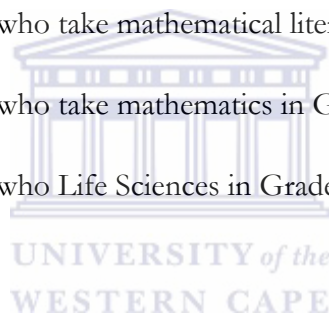 who take mathematical liter
who take mathematics in G
who Life Sciences in Grade
UNIVERSITY of the
WESTERN CAPE